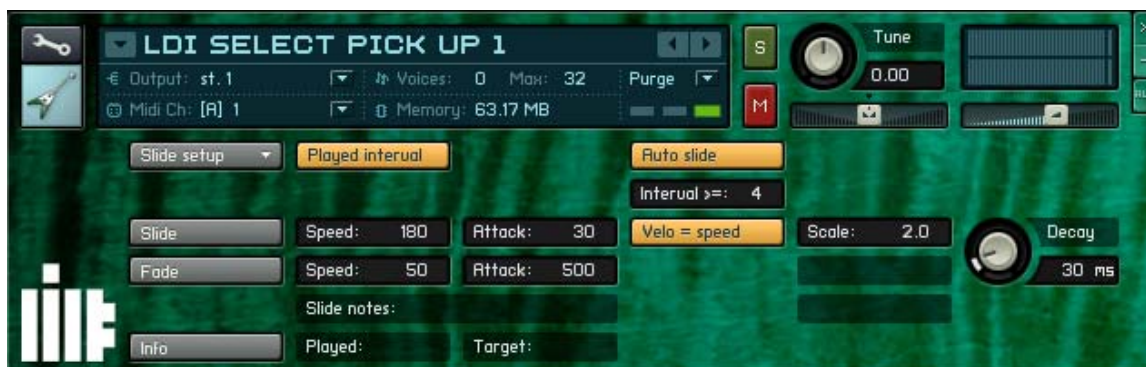 LDI SELECT PICK UP 1
S
Tune
Output: st. 1
Voices: 0 Max: 32
Purge
0.00
Midi Ch: [A] 1
Memory: 63.17 MB
M
Slide setup
Played interval
Auto slide
Interval >=: 4
Slide
Speed: 180
Attack: 30
Velo = speed
Scale: 2.0
Decay
Fade
Speed: 50
Attack: 500
30 ms
Slide notes:
Info
Played:
Target: